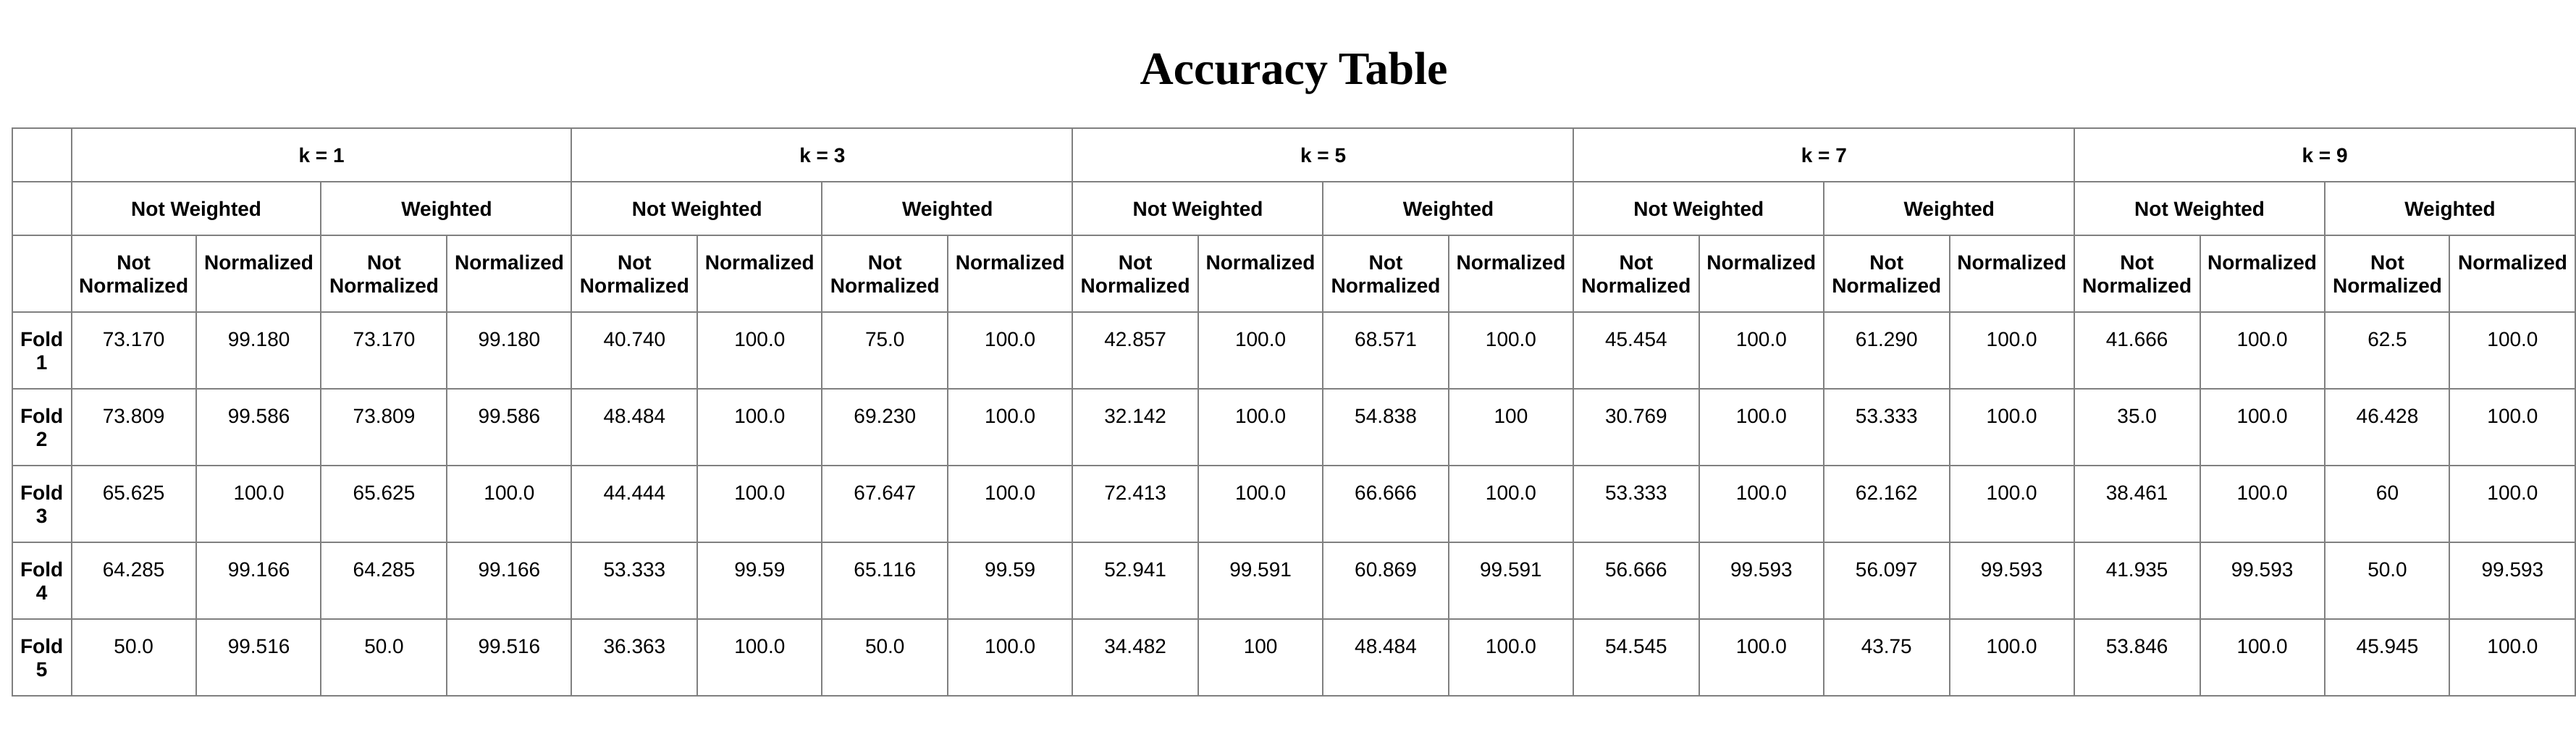 Accuracy Table
k = 1 k = 3 k = 5 k = 7 k = 9
Not Weighted Weighted Not Weighted Weighted Not Weighted Weighted Not Weighted Weighted Not Weighted Weighted
Not Normalized Normalized Not Normalized Normalized Not Normalized Normalized Not Normalized Normalized Not Normalized Normalized Not Normalized Normalized Not Normalized Normalized Not Normalized Normalized Not Normalized Normalized Not Normalized Normalized
Fold 1 73.170 99.180 73.170 99.180 40.740 100.0 75.0 100.0 42.857 100.0 68.571 100.0 45.454 100.0 61.290 100.0 41.666 100.0 62.5 100.0
Fold 2 73.809 99.586 73.809 99.586 48.484 100.0 69.230 100.0 32.142 100.0 54.838 100 30.769 100.0 53.333 100.0 35.0 100.0 46.428 100.0
Fold 3 65.625 100.0 65.625 100.0 44.444 100.0 67.647 100.0 72.413 100.0 66.666 100.0 53.333 100.0 62.162 100.0 38.461 100.0 60 100.0
Fold 4 64.285 99.166 64.285 99.166 53.333 99.59 65.116 99.59 52.941 99.591 60.869 99.591 56.666 99.593 56.097 99.593 41.935 99.593 50.0 99.593
Fold 5 50.0 99.516 50.0 99.516 36.363 100.0 50.0 100.0 34.482 100 48.484 100.0 54.545 100.0 43.75 100.0 53.846 100.0 45.945 100.0